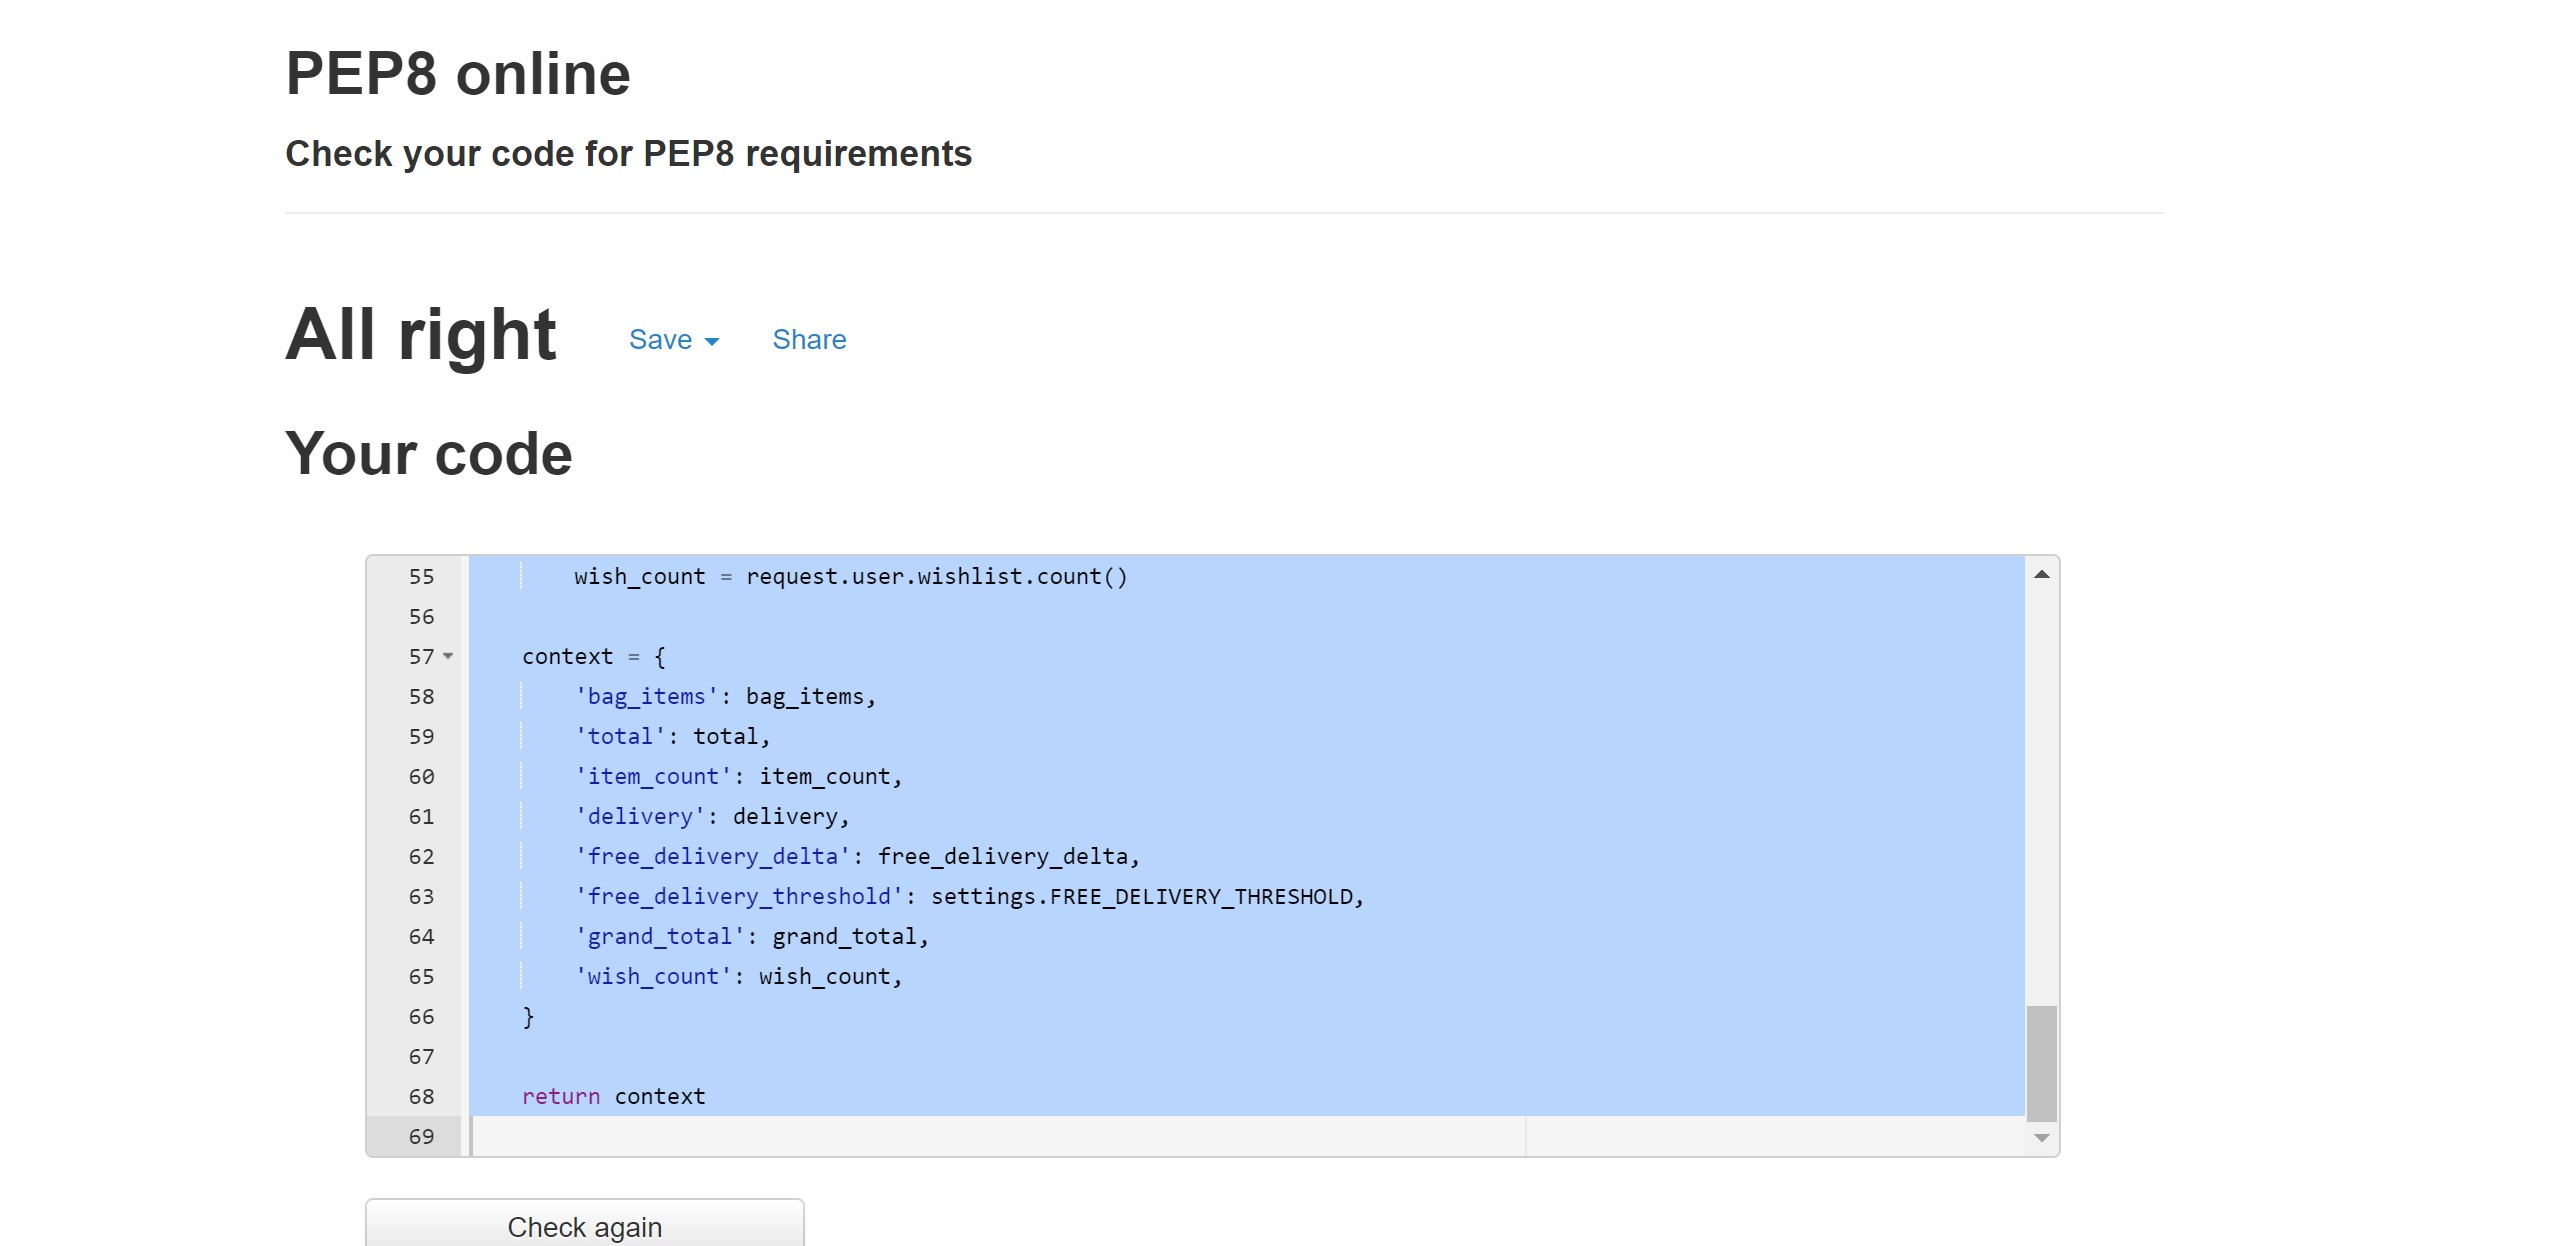 PEP8 online
Check your code for PEP8 requirements
All right Save Share
Your code
55 wish_count = request.user.wishlist.count()
56
57 context = {
58 'bag_items': bag_items,
59 'total': total,
60 'item_count': item_count,
61 'delivery': delivery,
62 'free_delivery_delta': free_delivery_delta,
63 'free_delivery_threshold': settings.FREE_DELIVERY_THRESHOLD,
64 'grand_total': grand_total,
65 'wish_count': wish_count,
66 }
67
68 return context
69
Check again